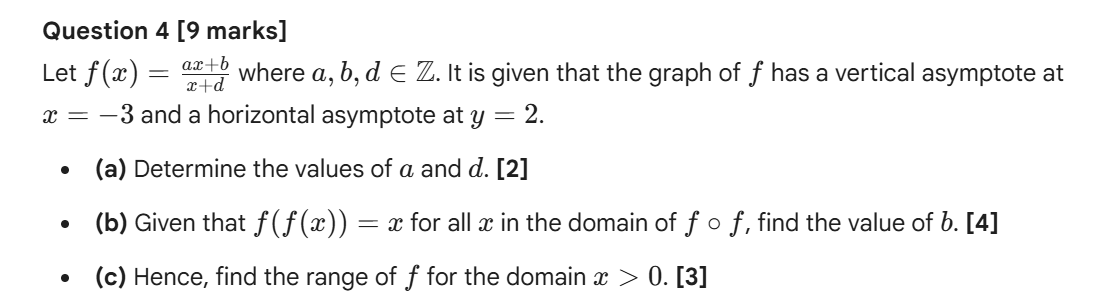 Question 4 [9 marks]
Let f(x) = \frac{ax+b}{x+d} where a, b, d ∈ ℤ. It is given that the graph of f has a vertical asymptote at
x = −3 and a horizontal asymptote at y = 2.
• (a) Determine the values of a and d. [2]
• (b) Given that f(f(x)) = x for all x in the domain of f ∘ f, find the value of b. [4]
• (c) Hence, find the range of f for the domain x > 0. [3]